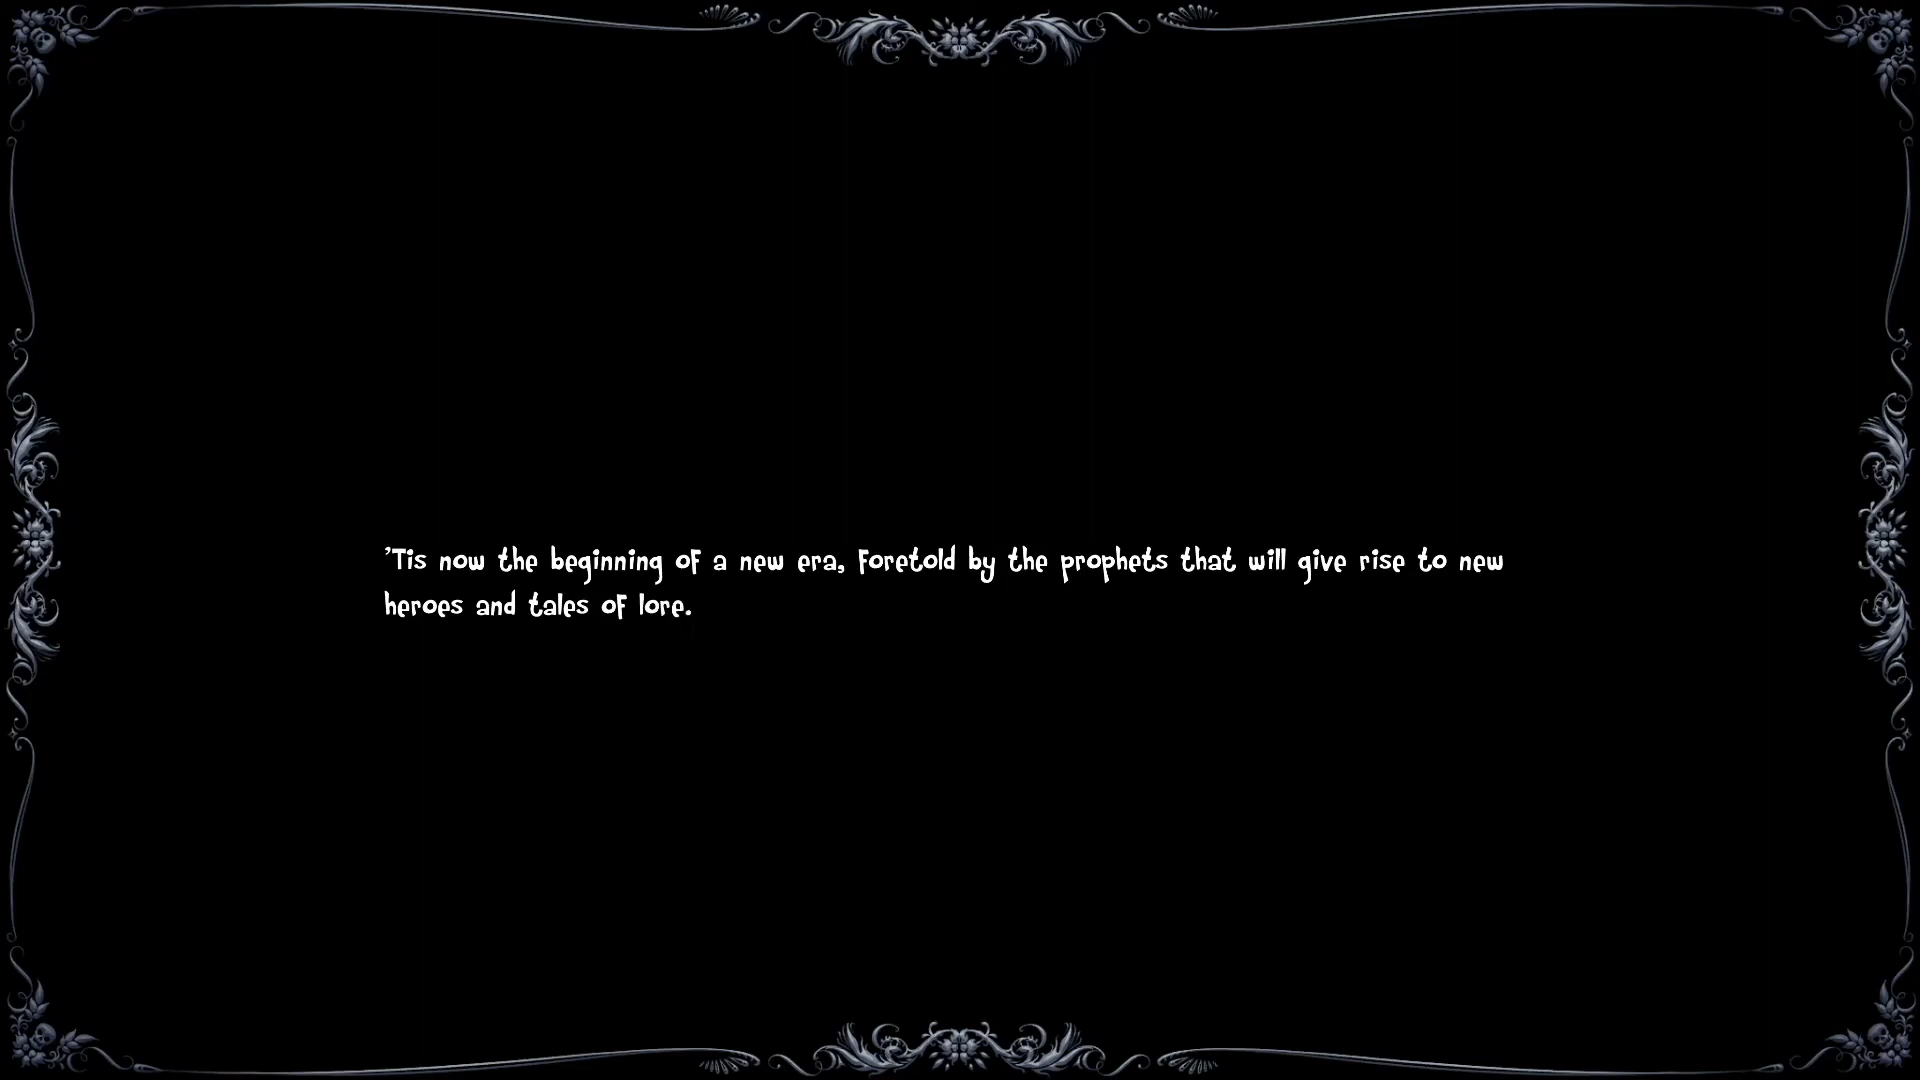 ’Tis now the beginning of a new era, foretold by the prophets that will give rise to new
heroes and tales of lore.